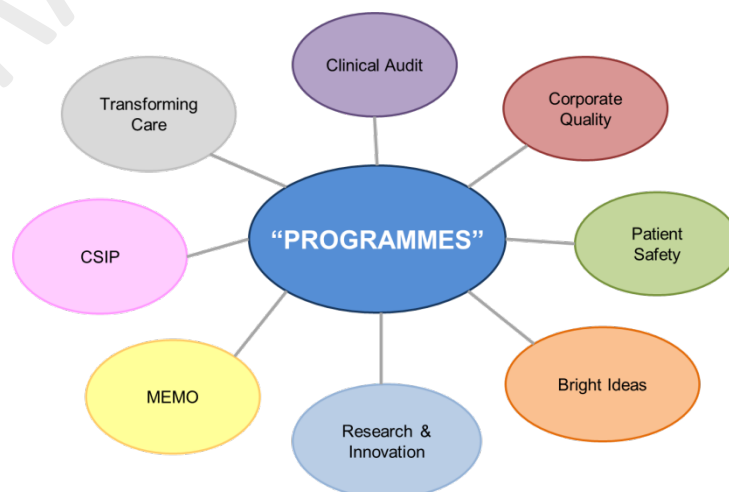 Clinical Audit
Transforming
Care
Corporate
Quality
"PROGRAMMES"
CSIP
Patient
Safety
MEMO
Bright Ideas
Research &
Innovation